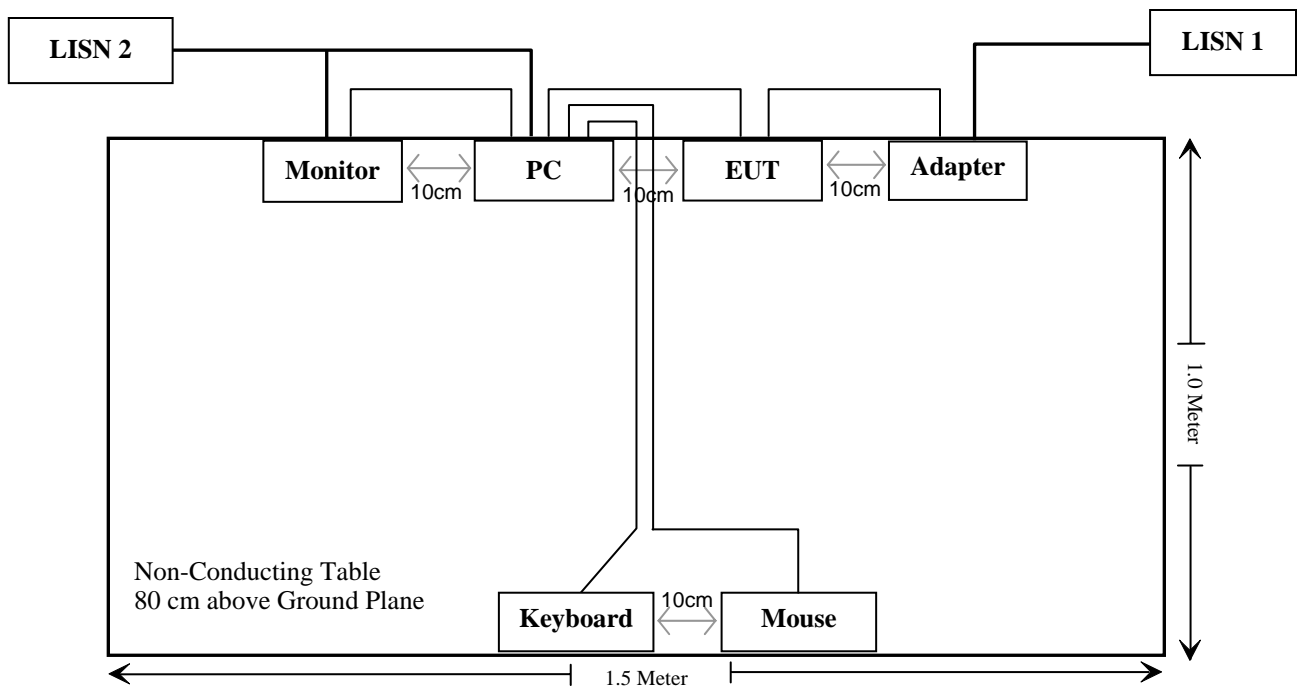 LISN 2
LISN 1
Monitor
PC
EUT
Adapter
10cm
10cm
10cm
1.0 Meter
Non-Conducting Table
80 cm above Ground Plane
10cm
Keyboard
Mouse
1.5 Meter